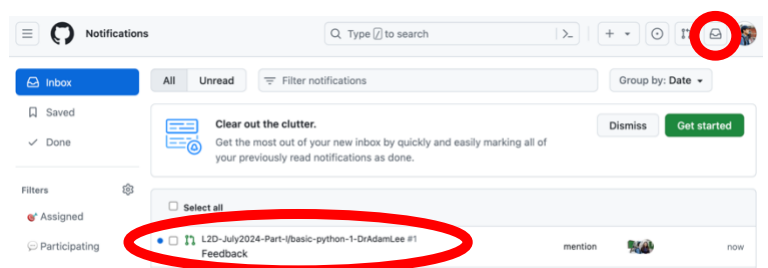 Notifications
Type / to search
Inbox
All Unread Filter notifications Group by: Date
Saved
Done
Clear out the clutter.
Get the most out of your new inbox by quickly and easily marking all of
your previously read notifications as done.
Dismiss Get started
Filters
Select all
Assigned
L2D-July2024-Part-I/basic-python-1-DrAdamLee #1
Feedback
mention now
Participating